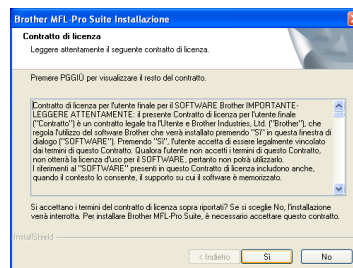 Brother MFL-Pro Suite Installazione
Contratto di licenza
Leggere attentamente il seguente contratto di licenza.
Premere PGGIÙ per visualizzare il resto del contratto.
Contratto di licenza per l'utente finale per il SOFTWARE Brother IMPORTANTE-
LEGGERE ATTENTAMENTE: il presente Contratto di licenza per l'utente finale
("Contratto") è un contratto legale tra l'Utente e Brother Industries, Ltd. ("Brother"), che
regola l'utilizzo del software Brother che verrà installato premendo "Sì" in questa finestra di
dialogo ("SOFTWARE"). Premendo "Sì", l'utente accetta di essere legalmente vincolato
dai termini di questo Contratto. Qualora l'utente non accetti i termini di questo Contratto,
non otterrà la licenza d'uso per il SOFTWARE, pertanto non potrà utilizzarlo.
I riferimenti al "SOFTWARE" presenti in questo Contratto di licenza includono anche,
quando il contesto lo consente, il supporto su cui il software è memorizzato.
Si accettano i termini del contratto di licenza sopra riportati? Se si sceglie No, l'installazione
verrà interrotta. Per installare Brother MFL-Pro Suite, è necessario accettare questo contratto.
InstallShield
< Indietro Sì No